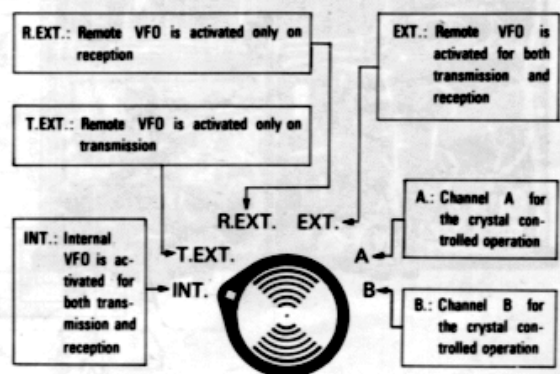 R.EXT.: Remote VFO is activated only on
reception
EXT.: Remote VFO is
activated for both
transmission and
reception
T.EXT.: Remote VFO is activated only on
transmission
R.EXT. EXT.
A.: Channel A for
the crystal con-
trolled operation
INT.: Internal
VFO is ac-
tivated for
both trans-
mission and
reception
T.EXT.
A
INT.
B
B.: Channel B for
the crystal con-
trolled operation